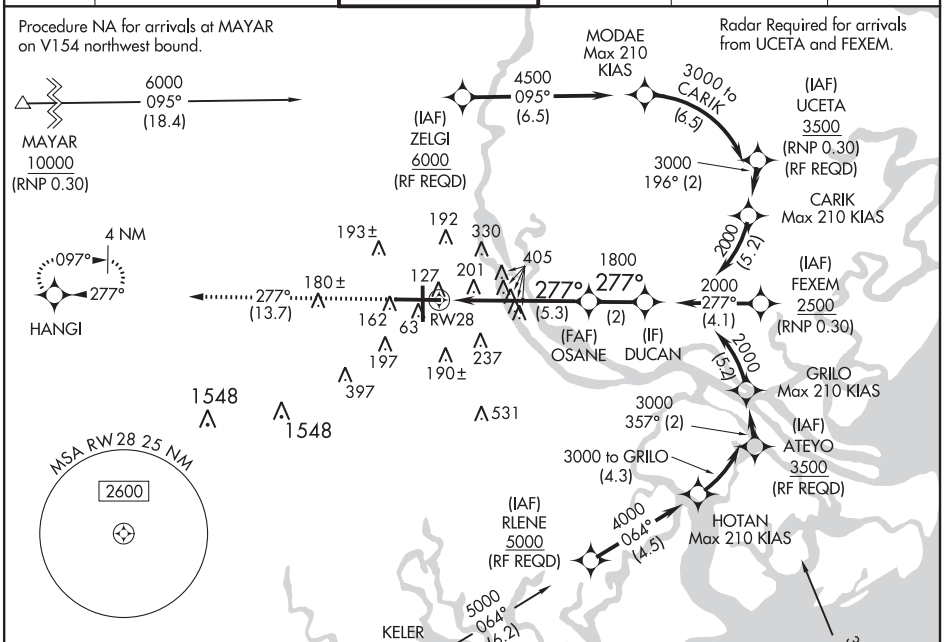 Procedure NA for arrivals at MAYAR
on V154 northwest bound.
Radar Required for arrivals
from UCETA and FEXEM.
MODAE
Max 210
KIAS
6000
095°
(18.4)
MAYAR
10000
(RNP 0.30)
4500
095°
(6.5)
(IAF)
ZELGI
6000
(RF REQD)
3000 to
CARIK
(6.5)
(IAF)
UCETA
3500
(RNP 0.30)
(RF REQD)
3000
196° (2)
CARIK
Max 210 KIAS
2000
(5.2)
4 NM
097°
277°
HANGI
193±
192
330
405
127
201
180±
277°
(13.7)
162
63
RW28
277°
(5.3)
1800
277°
(2)
(FAF)
OSANE
(IF)
DUCAN
2000
277°
(4.1)
(IAF)
FEXEM
2500
(RNP 0.30)
197
190±
237
397
531
1548
1548
2000
(5.2)
GRILO
Max 210 KIAS
3000
357° (2)
(IAF)
ATEYO
3500
(RF REQD)
3000 to GRILO
(4.3)
HOTAN
Max 210 KIAS
4000
064°
(4.5)
(IAF)
RLENE
5000
(RF REQD)
MSA RW 28 25 NM
2600
5000
064°
KELER